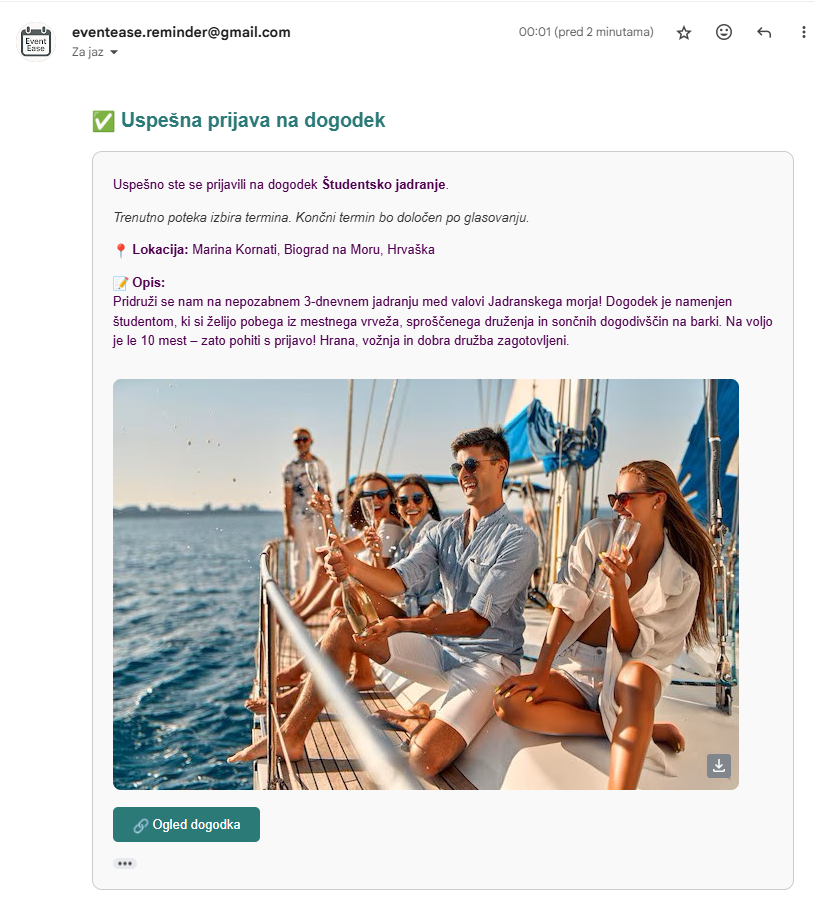 Event
Ease
eventease.reminder@gmail.com
00:01 (pred 2 minutama)
Za jaz
✅ Uspešna prijava na dogodek
Uspešno ste se prijavili na dogodek Študentsko jadranje.
Trenutno poteka izbira termina. Končni termin bo določen po glasovanju.
📍 Lokacija: Marina Kornati, Biograd na Moru, Hrvaška
📝 Opis:
Pridruži se nam na nepozabnem 3-dnevnem jadranju med valovi Jadranskega morja! Dogodek je namenjen
študentom, ki si želijo pobega iz mestnega vrveža, sproščenega druženja in sončnih dogodivščin na barki. Na voljo
je le 10 mest – zato pohiti s prijavo! Hrana, vožnja in dobra družba zagotovljeni.
🔗 Ogled dogodka